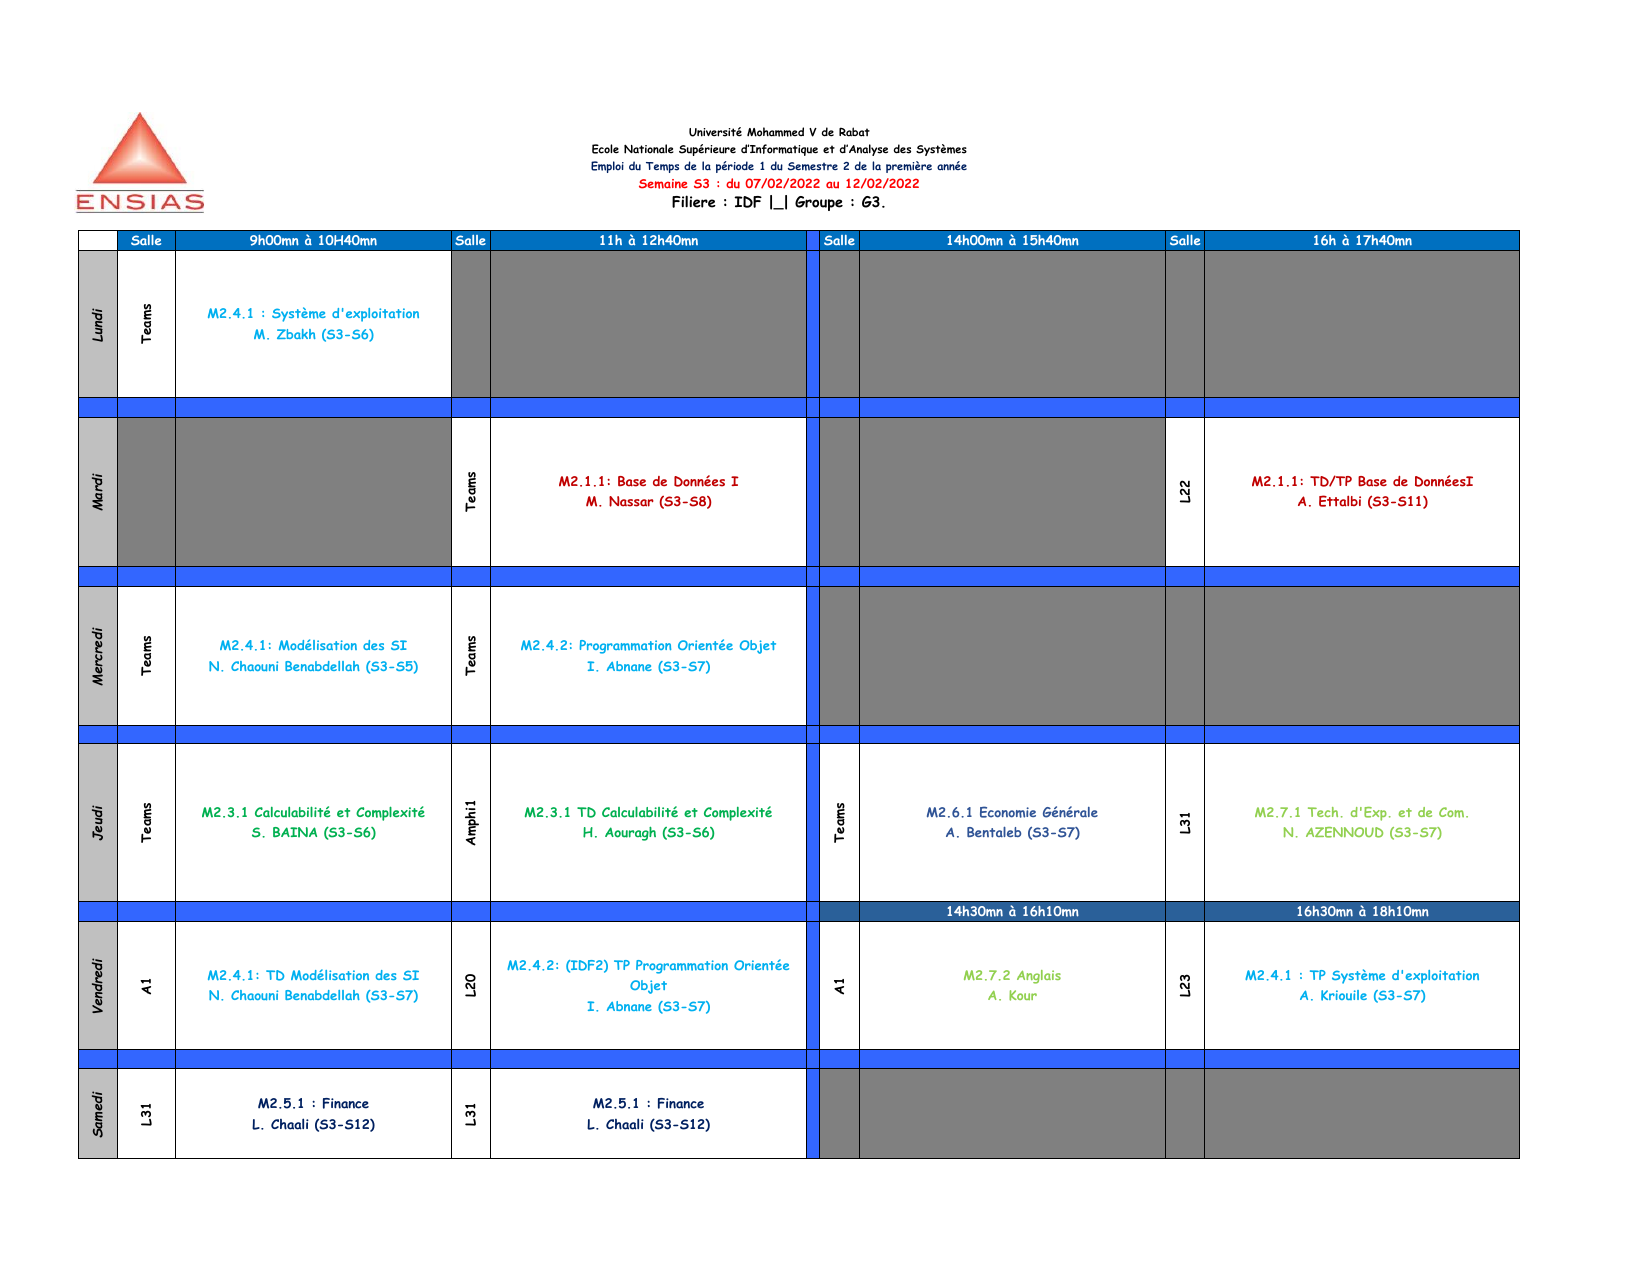 ENSIAS
Université Mohammed V de Rabat
Ecole Nationale Supérieure d’Informatique et d’Analyse des Systèmes
Emploi du Temps de la période 1 du Semestre 2 de la première année
Semaine S3 : du 07/02/2022 au 12/02/2022
Filiere : IDF |_| Groupe : G3.
Salle 9h00mn à 10H40mn Salle 11h à 12h40mn Salle 14h00mn à 15h40mn Salle 16h à 17h40mn
Lundi
Teams
M2.4.1 : Système d'exploitation
M. Zbakh (S3-S6)
Mardi
Teams
M2.1.1: Base de Données I
M. Nassar (S3-S8)
L22
M2.1.1: TD/TP Base de DonnéesI
A. Ettalbi (S3-S11)
Mercredi
Teams
M2.4.1: Modélisation des SI
N. Chaouni Benabdellah (S3-S5)
Teams
M2.4.2: Programmation Orientée Objet
I. Abnane (S3-S7)
Jeudi
Teams
M2.3.1 Calculabilité et Complexité
S. BAINA (S3-S6)
Amphi1
M2.3.1 TD Calculabilité et Complexité
H. Aouragh (S3-S6)
Teams
M2.6.1 Economie Générale
A. Bentaleb (S3-S7)
L31
M2.7.1 Tech. d'Exp. et de Com.
N. AZENNOUD (S3-S7)
14h30mn à 16h10mn 16h30mn à 18h10mn
Vendredi
A1
M2.4.1: TD Modélisation des SI
N. Chaouni Benabdellah (S3-S7)
L20
M2.4.2: (IDF2) TP Programmation Orientée
Objet
I. Abnane (S3-S7)
A1
M2.7.2 Anglais
A. Kour
L23
M2.4.1 : TP Système d'exploitation
A. Kriouile (S3-S7)
Samedi
L31
M2.5.1 : Finance
L. Chaali (S3-S12)
L31
M2.5.1 : Finance
L. Chaali (S3-S12)